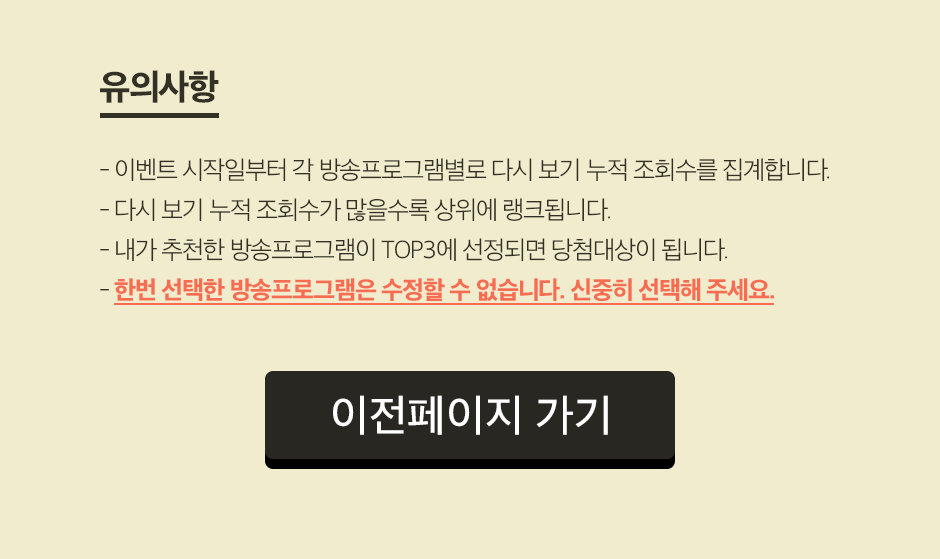 유의사항
- 이벤트 시작일부터 각 방송프로그램별로 다시 보기 누적 조회수를 집계합니다.
- 다시 보기 누적 조회수가 많을수록 상위에 랭크됩니다.
- 내가 추천한 방송프로그램이 TOP3에 선정되면 당첨대상이 됩니다.
- 한번 선택한 방송프로그램은 수정할 수 없습니다. 신중히 선택해 주세요.
이전페이지 가기